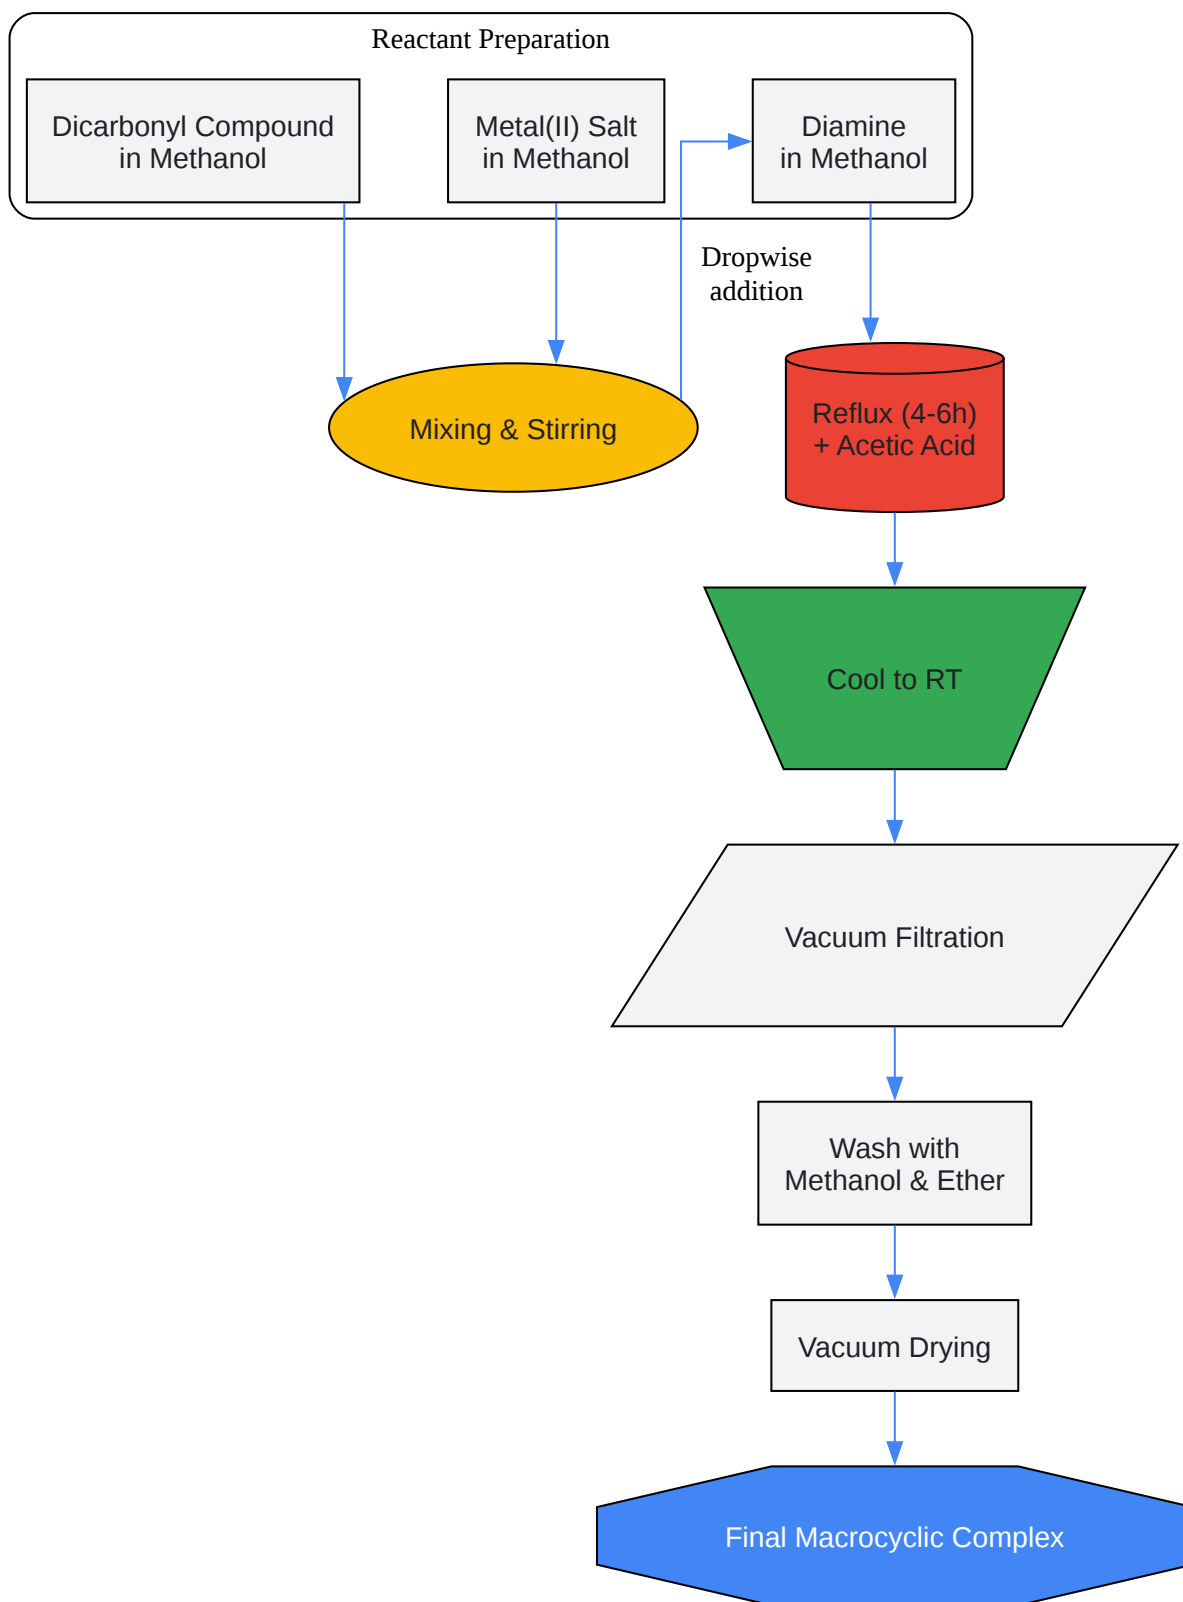 Reactant Preparation
Dicarbonyl Compound
in Methanol
Metal(II) Salt
in Methanol
Diamine
in Methanol
Dropwise
addition
Mixing & Stirring
Reflux (4-6h)
+ Acetic Acid
Cool to RT
Vacuum Filtration
Wash with
Methanol & Ether
Vacuum Drying
Final Macrocyclic Complex